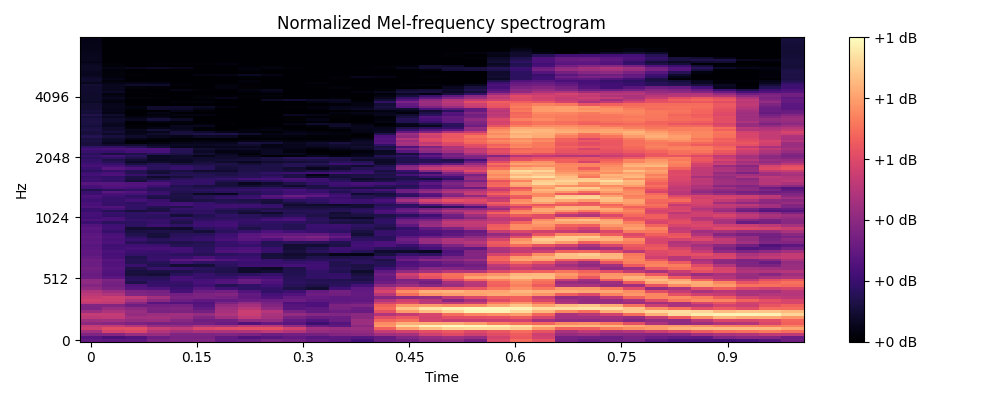 Normalized Mel-frequency spectrogram
Hz
4096
2048
1024
512
0
0 0.15 0.3 0.45 0.6 0.75 0.9
Time
+1 dB
+1 dB
+1 dB
+0 dB
+0 dB
+0 dB